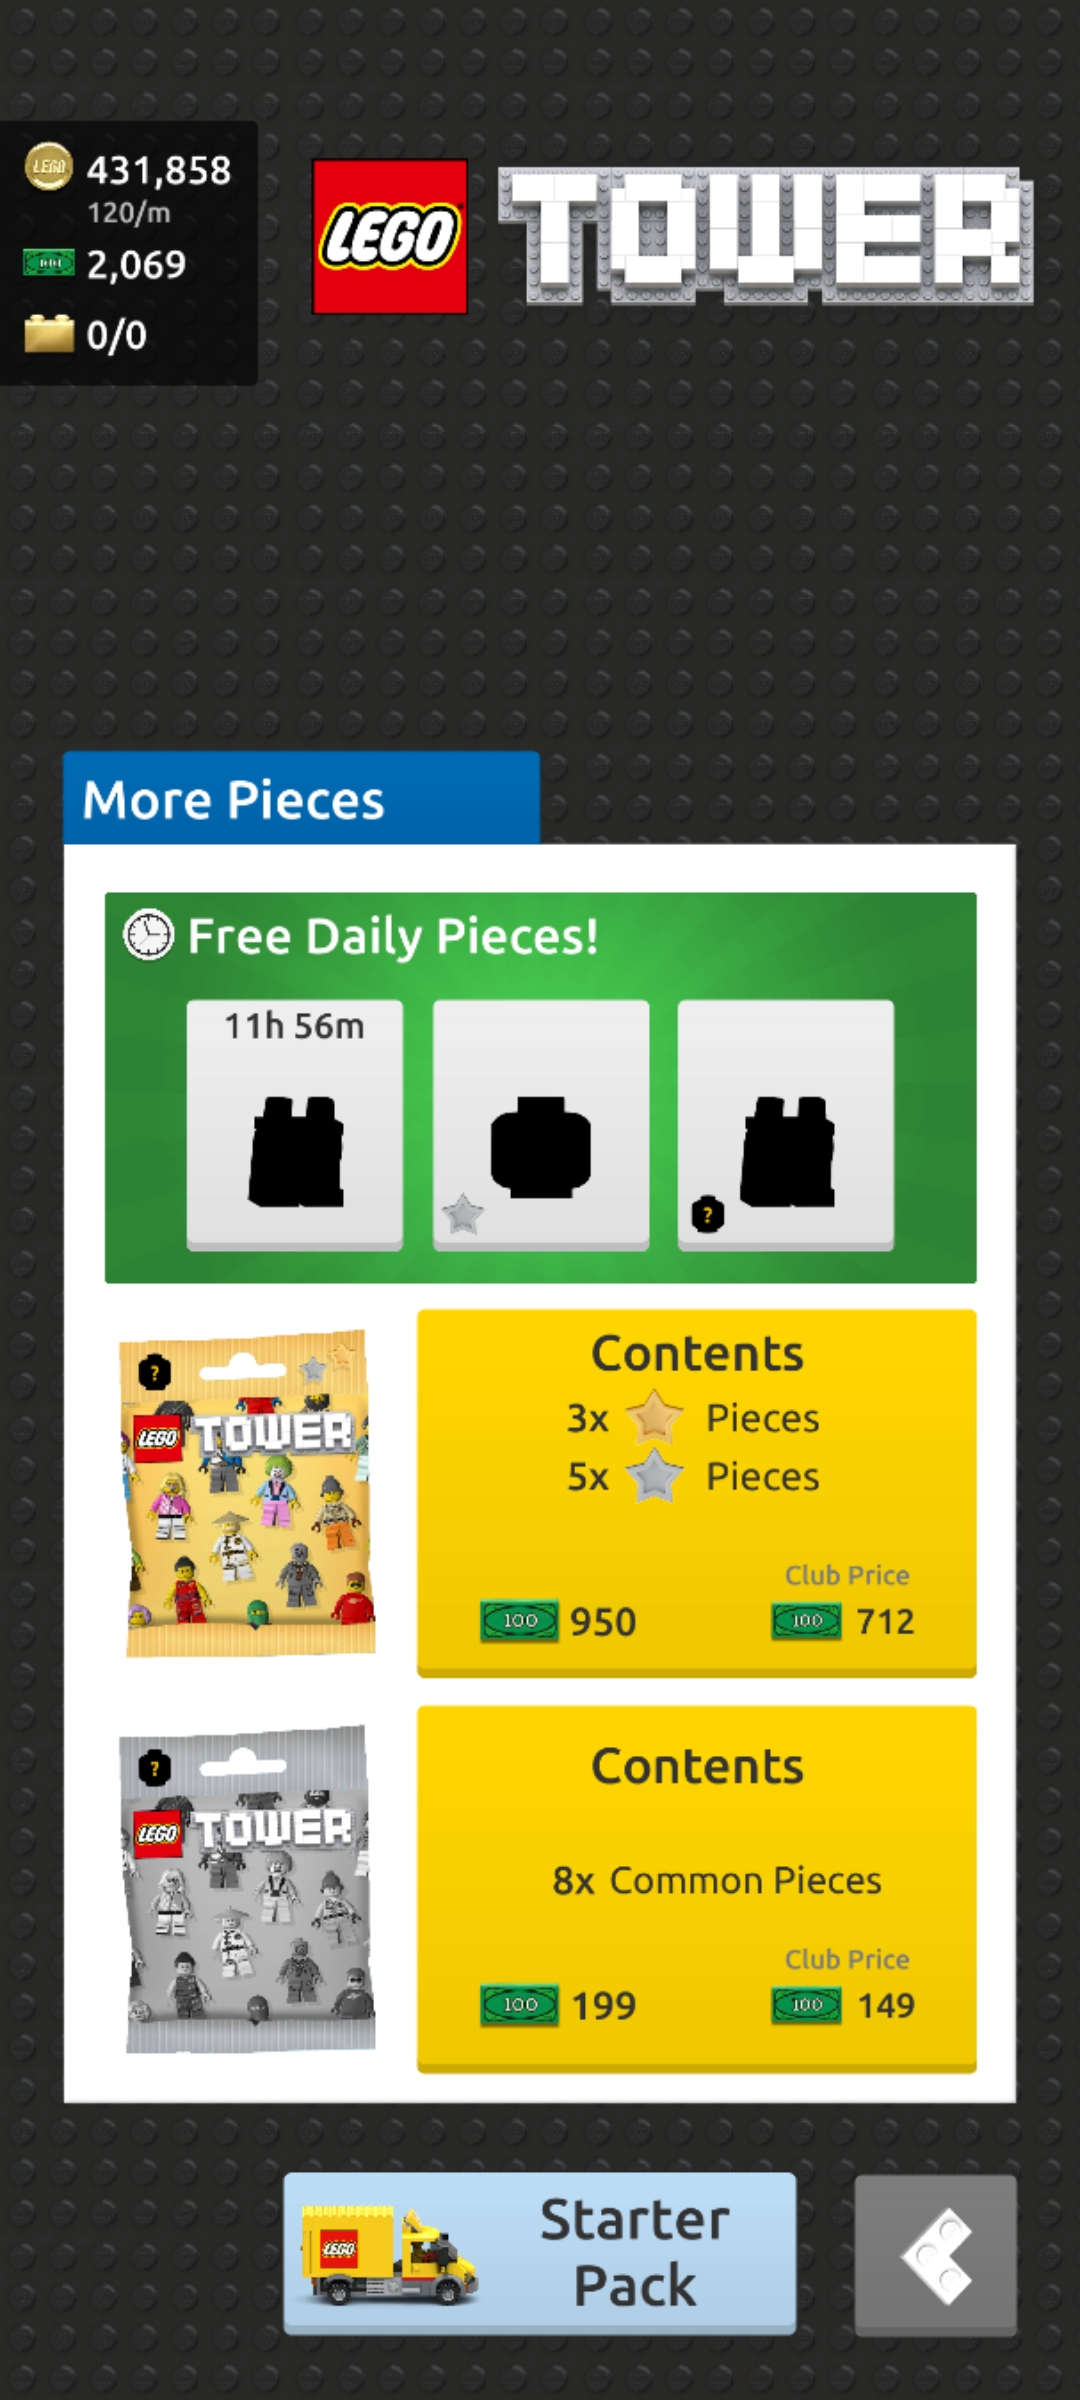 431,858
120/m
2,069
0/0
LEGO TOWER
More Pieces
Free Daily Pieces!
11h 56m
?
? LEGO TOWER
Contents
3x Pieces
5x Pieces
Club Price
100 950 100 712
? LEGO TOWER
Contents
8x Common Pieces
Club Price
100 199 100 149
LEGO
Starter
Pack